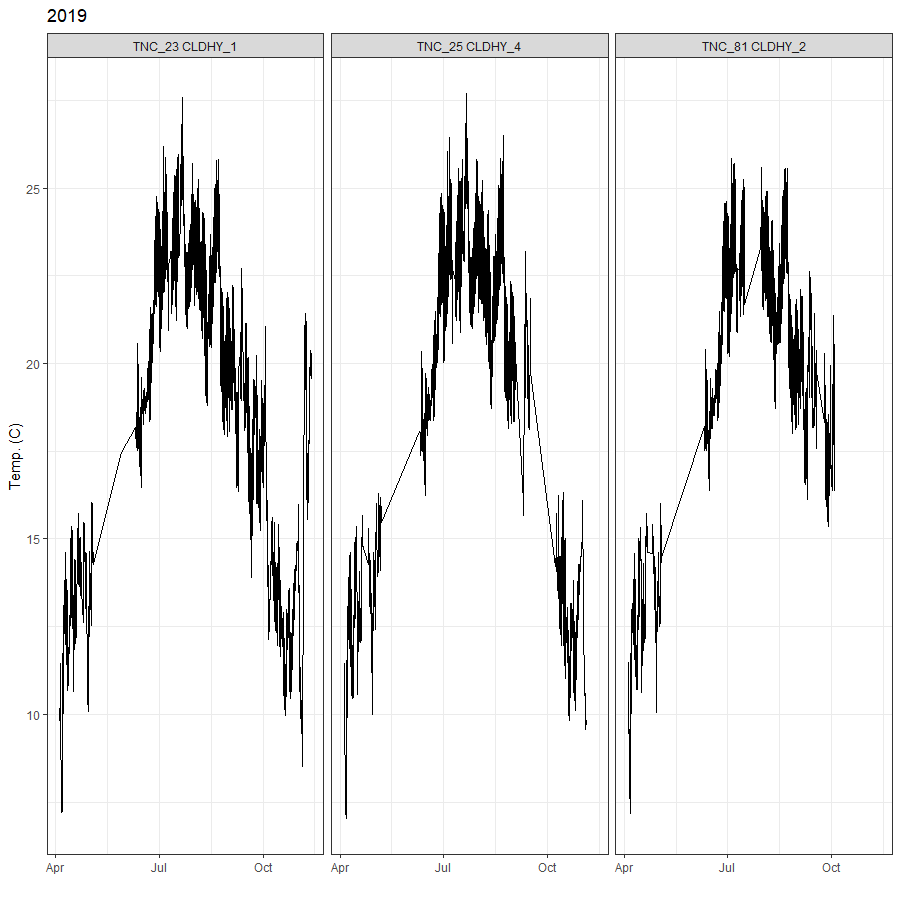 2019
TNC_23 CLDHY_1 TNC_25 CLDHY_4 TNC_81 CLDHY_2
Temp. (C)
25
20
15
10
Apr Jul Oct Apr Jul Oct Apr Jul Oct